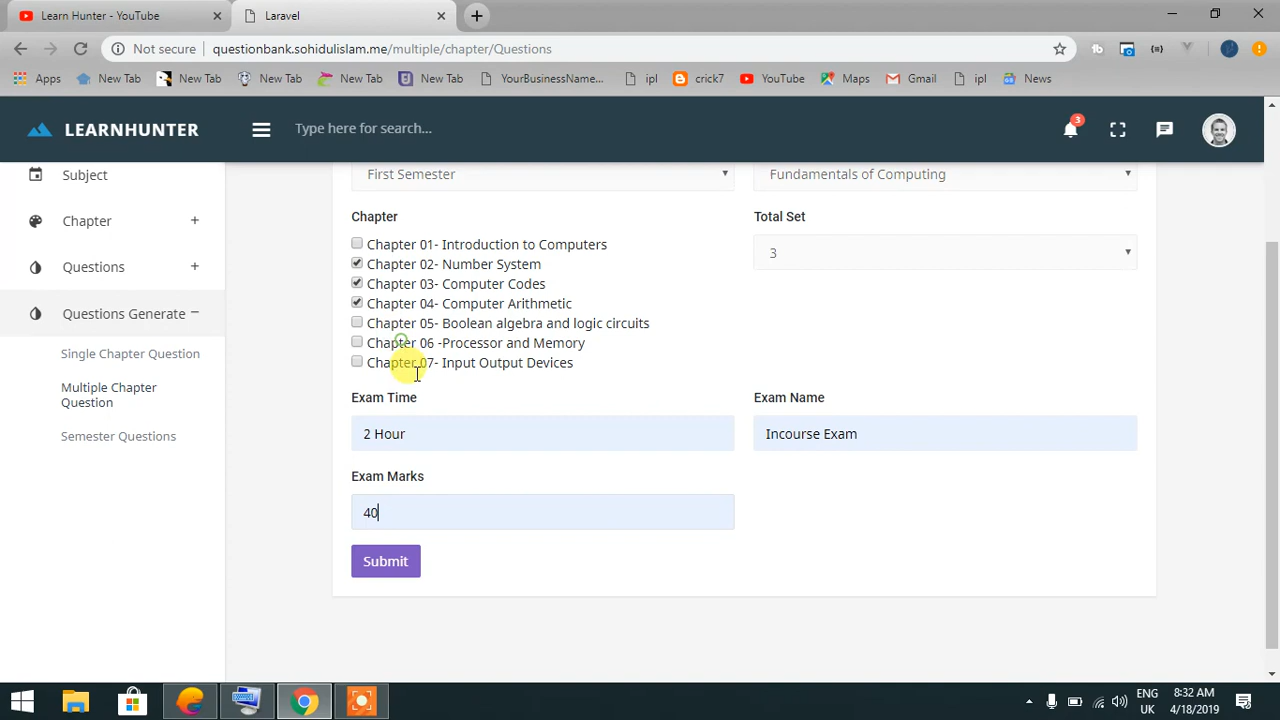 Learn Hunter - YouTube
Laravel
Not secure
questionbank.sohidulislam.me/multiple/chapter/Questions
Apps
New Tab
New Tab
New Tab
New Tab
New Tab
YourBusinessName...
ipl
crick7
YouTube
Maps
Gmail
ipl
News
LEARNHUNTER
Type here for search...
3
Subject
Chapter +
Questions +
Questions Generate −
Single Chapter Question
Multiple Chapter
Question
Semester Questions
First Semester
Fundamentals of Computing
Chapter
Total Set
Chapter 01- Introduction to Computers
3
Chapter 02- Number System
Chapter 03- Computer Codes
Chapter 04- Computer Arithmetic
Chapter 05- Boolean algebra and logic circuits
Chapter 06 -Processor and Memory
Chapter 07- Input Output Devices
Exam Time
Exam Name
2 Hour
Incourse Exam
Exam Marks
40
Submit
ENG
UK
8:32 AM
4/18/2019